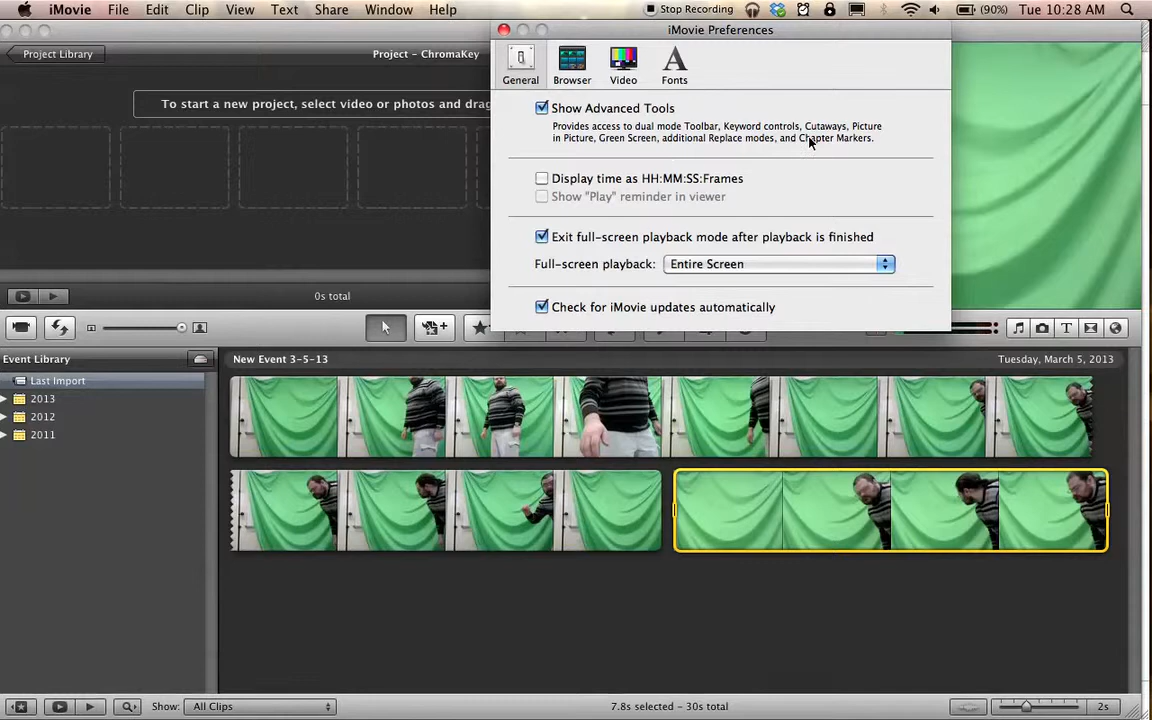 iMovie File Edit Clip View Text Share Window Help Stop Recording (90%) Tue 10:28 AM
iMovie Preferences
Project Library Project - ChromaKey
General Browser Video Fonts
To start a new project, select video or photos and drag
Show Advanced Tools
Provides access to dual mode Toolbar, Keyword controls, Cutaways, Picture
in Picture, Green Screen, additional Replace modes, and Chapter Markers.
Display time as HH:MM:SS:Frames
Show "Play" reminder in viewer
Exit full-screen playback mode after playback is finished
Full-screen playback: Entire Screen
0s total
Check for iMovie updates automatically
Event Library New Event 3-5-13 Tuesday, March 5, 2013
Last Import
2013
2012
2011
Show: All Clips 7.8s selected - 30s total 2s